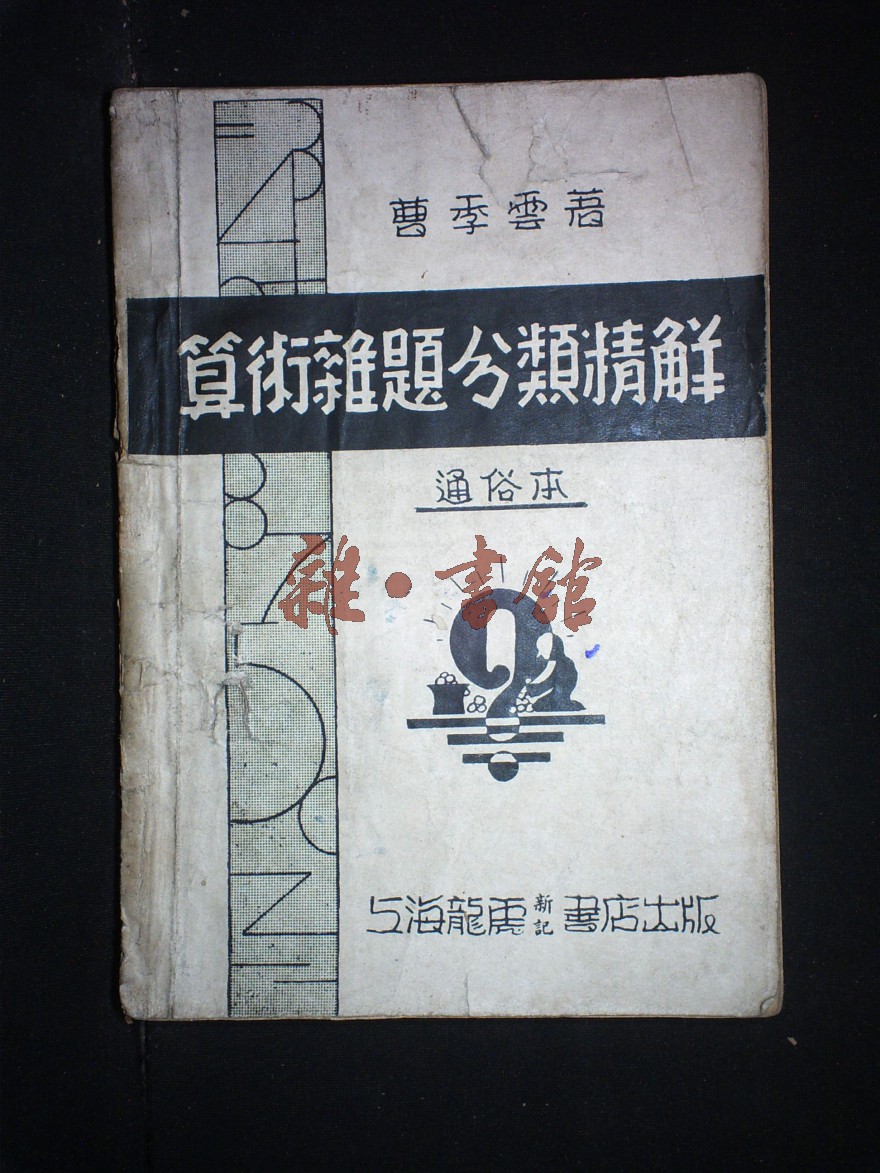 曹季雲著
算術雜題分類精解
通俗本
雜·書館
上海龍虎新記書店出版